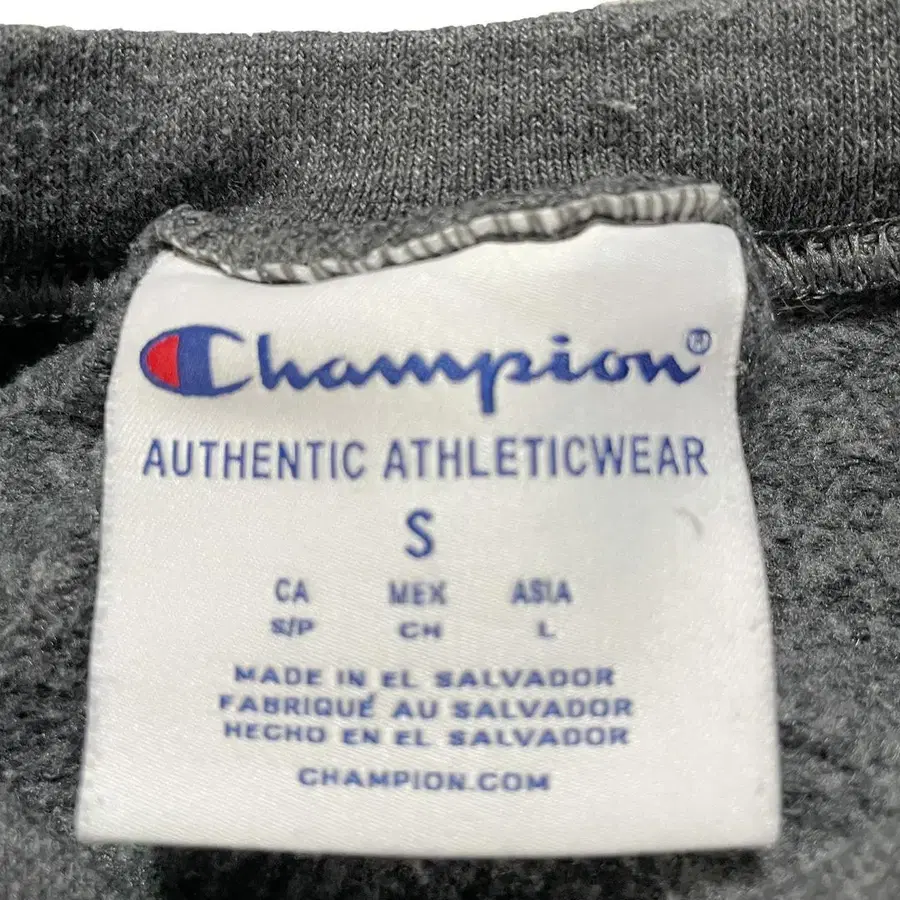 Champion®
AUTHENTIC ATHLETICWEAR
S
CA MEX ASIA
S/P CH L
MADE IN EL SALVADOR
FABRIQUÉ AU SALVADOR
HECHO EN EL SALVADOR
CHAMPION.COM